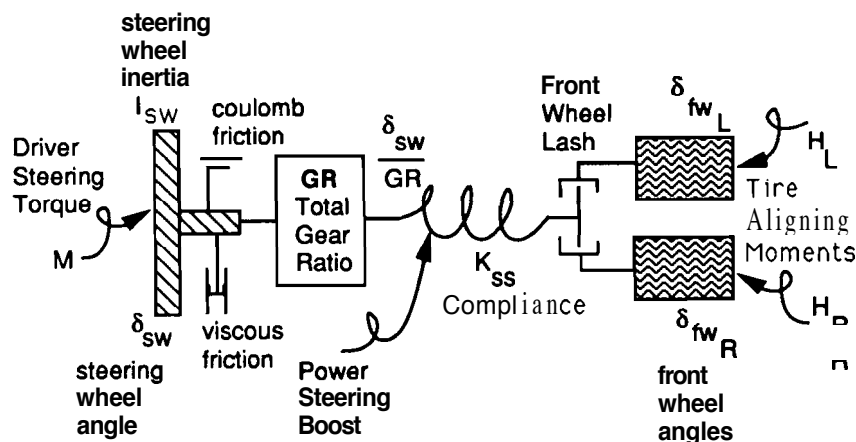 steering
wheel
inertia
I_SW
coulomb
friction
Driver
Steering
Torque
M
δ_SW
steering
wheel
angle
viscous
friction
GR
Total
Gear
Ratio
δ_SW
GR
Power
Steering
Boost
K_SS
Compliance
Front
Wheel
Lash
δ_fw_L
H_L
Tire
Aligning
Moments
δ_fw_R
front
wheel
angles